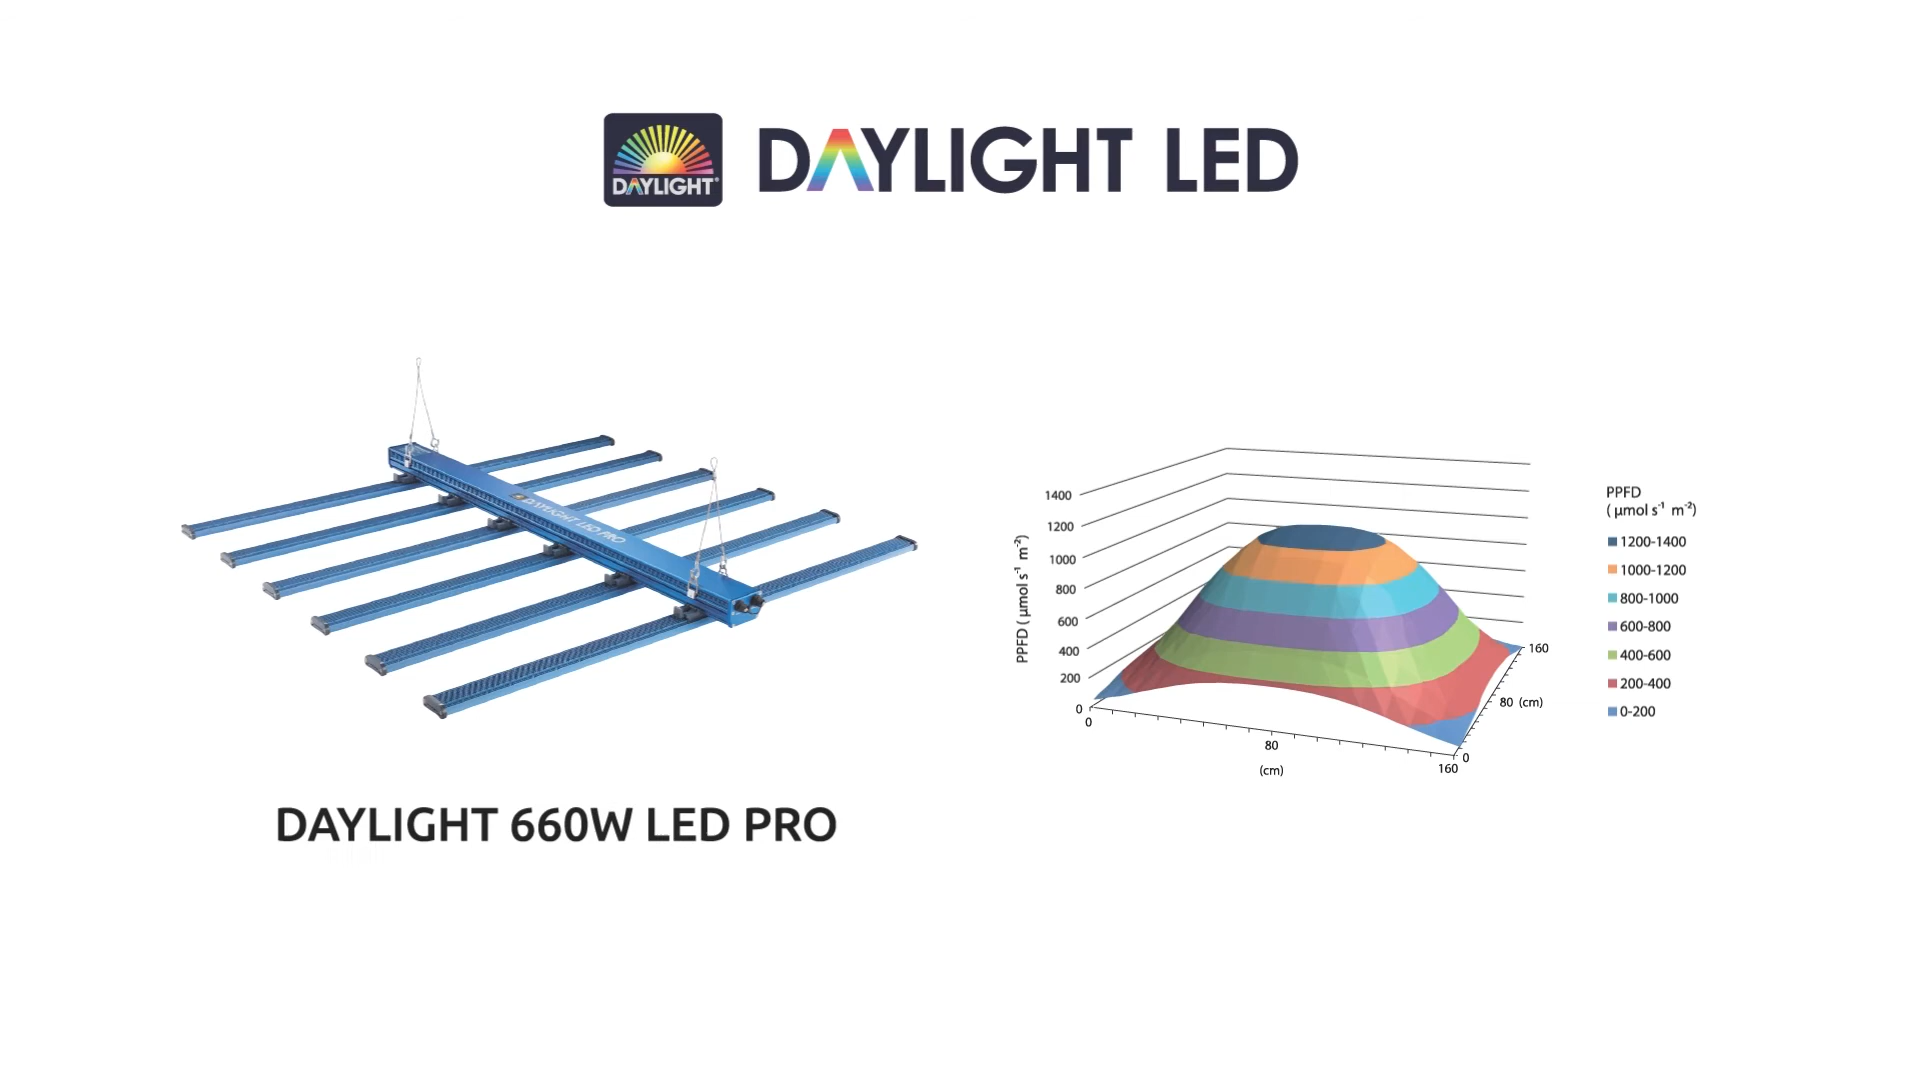 DAYLIGHT®
DAYLIGHT LED
DAYLIGHT LED PRO
DAYLIGHT 660W LED PRO
PPFD ( µmol s⁻¹ m⁻²)
1400
1200
1000
800
600
400
200
0
0
80
(cm)
160
0
80 (cm)
160
PPFD
( µmol s⁻¹ m⁻²)
1200-1400
1000-1200
800-1000
600-800
400-600
200-400
0-200